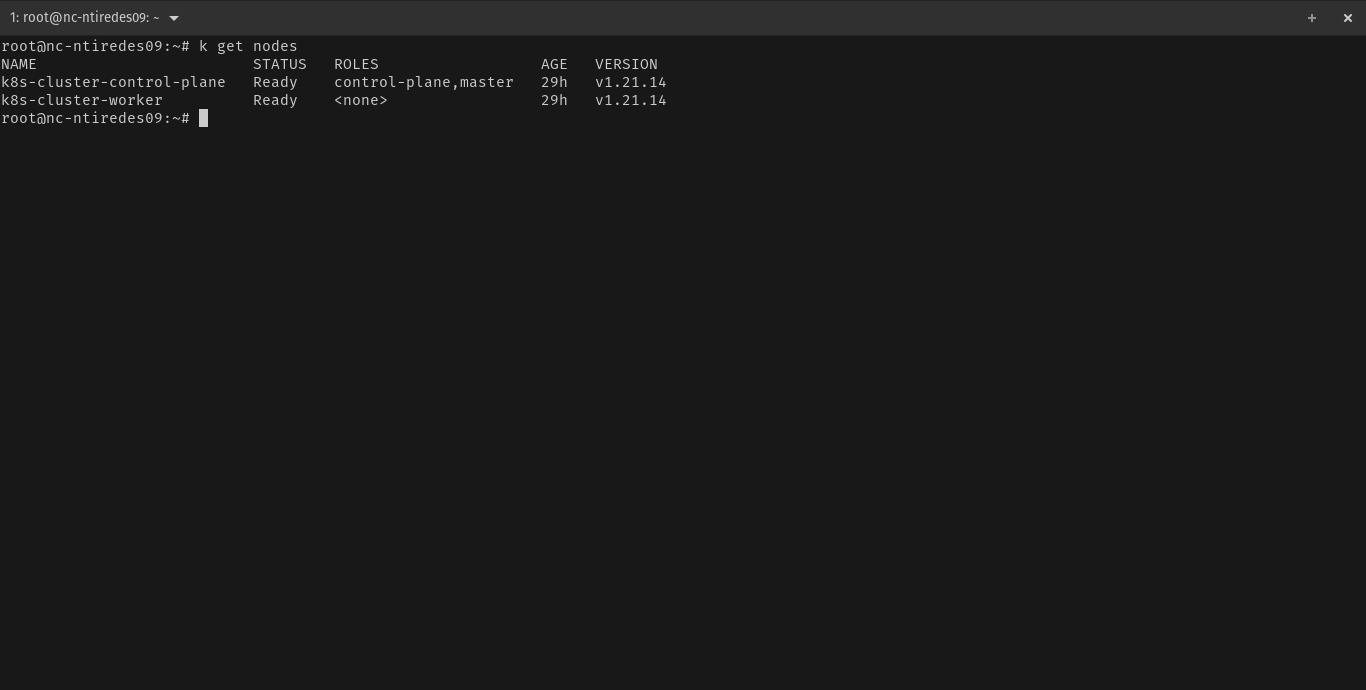 1: root@nc-ntiredes09: ~
root@nc-ntiredes09:~# k get nodes
NAME                        STATUS   ROLES                  AGE   VERSION
k8s-cluster-control-plane   Ready    control-plane,master   29h   v1.21.14
k8s-cluster-worker          Ready    <none>                 29h   v1.21.14
root@nc-ntiredes09:~#